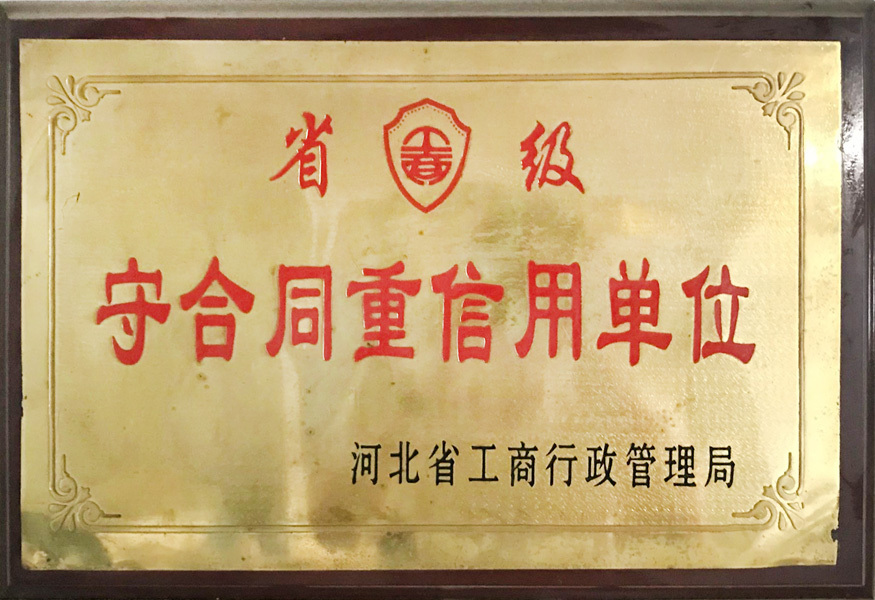 省 级
守合同重信用单位
河北省工商行政管理局